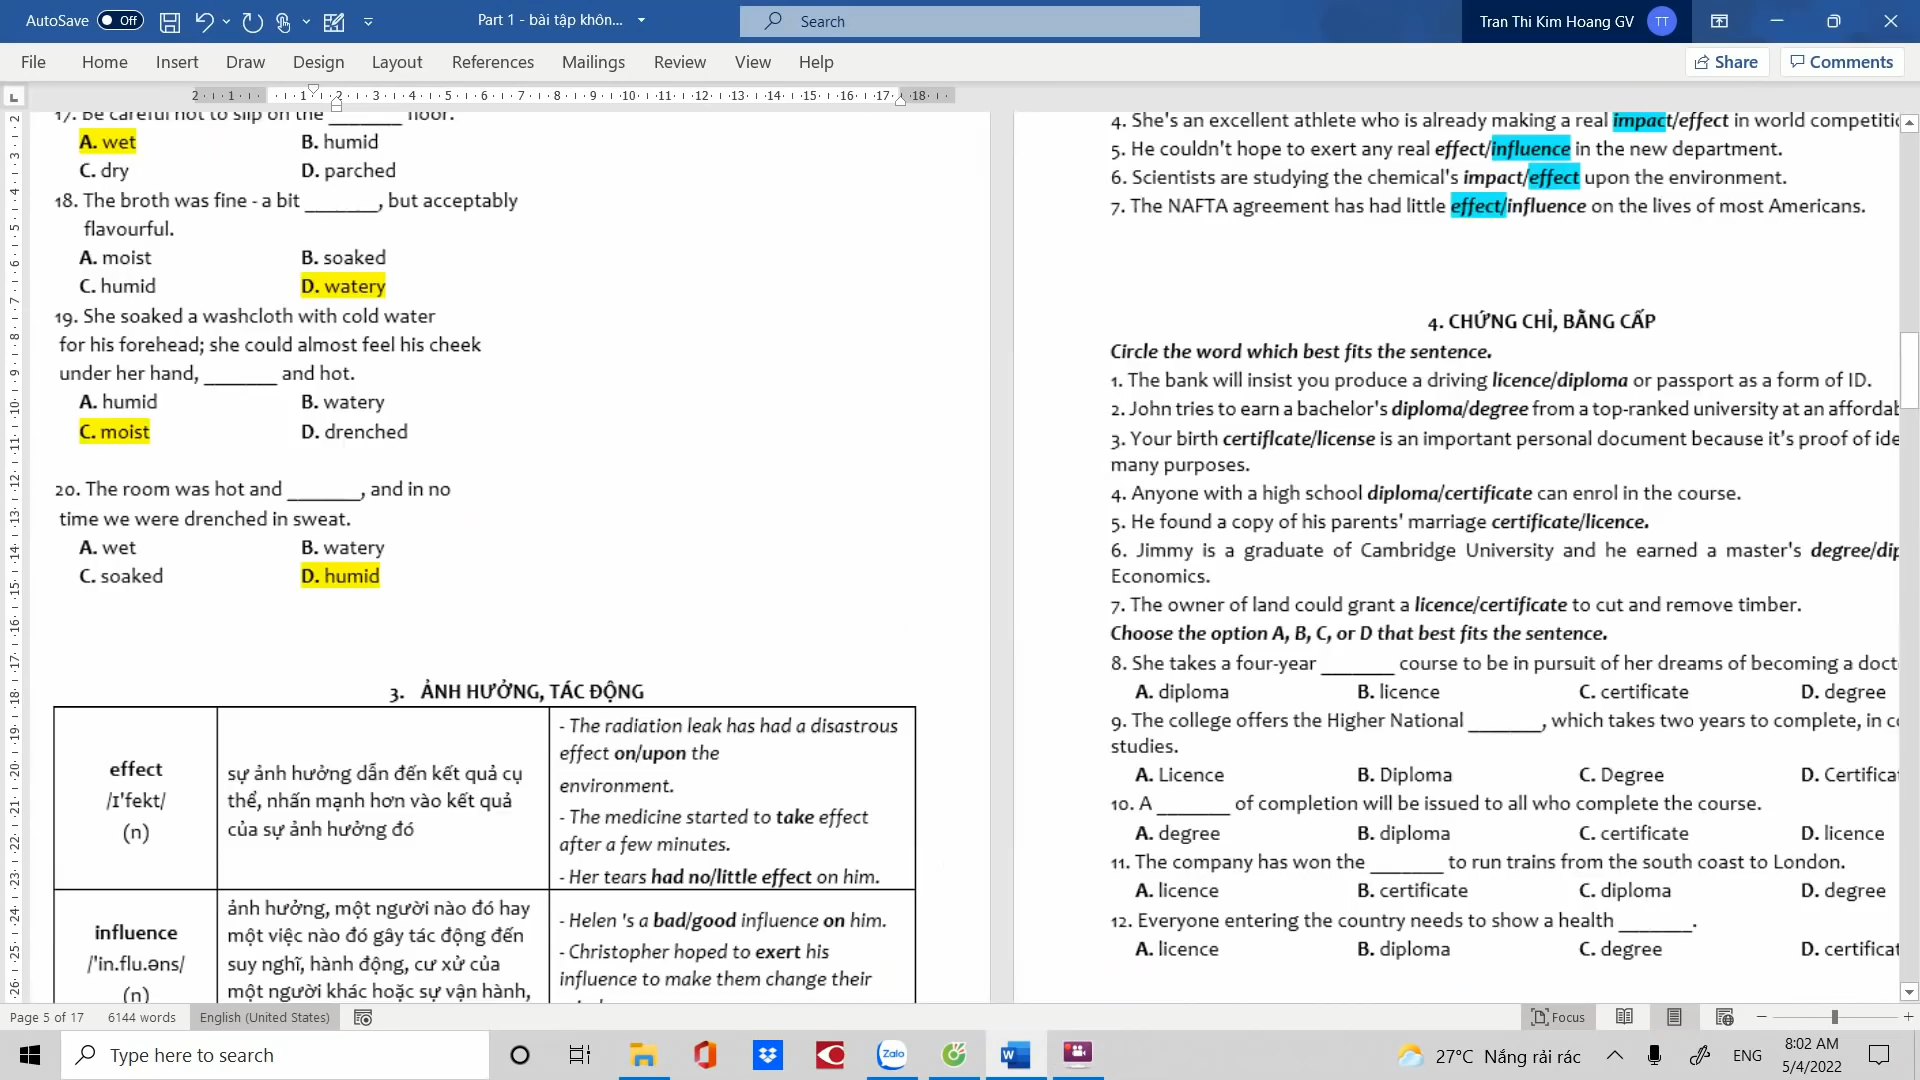 AutoSave Off
Part 1 - bài tập khôn...
Search
Tran Thi Kim Hoang GV TT
File Home Insert Draw Design Layout References Mailings Review View Help
Share Comments
17. Be careful not to slip on the _______ floor.
A. wet B. humid
C. dry D. parched
18. The broth was fine - a bit _______, but acceptably
flavourful.
A. moist B. soaked
C. humid D. watery
19. She soaked a washcloth with cold water
for his forehead; she could almost feel his cheek
under her hand, _______ and hot.
A. humid B. watery
C. moist D. drenched
20. The room was hot and _______, and in no
time we were drenched in sweat.
A. wet B. watery
C. soaked D. humid
3. ẢNH HƯỞNG, TÁC ĐỘNG
effect
/ɪ'fekt/
(n)
sự ảnh hưởng dẫn đến kết quả cụ
thể, nhấn mạnh hơn vào kết quả
của sự ảnh hưởng đó
- The radiation leak has had a disastrous
effect on/upon the
environment.
- The medicine started to take effect
after a few minutes.
- Her tears had no/little effect on him.
influence
/'in.flu.əns/
(n)
ảnh hưởng, một người nào đó hay
một việc nào đó gây tác động đến
suy nghĩ, hành động, cư xử của
một người khác hoặc sự vận hành,
- Helen 's a bad/good influence on him.
- Christopher hoped to exert his
influence to make them change their
4. She's an excellent athlete who is already making a real impact/effect in world
5. He couldn't hope to exert any real effect/influence in the new department.
6. Scientists are studying the chemical's impact/effect upon the environment.
7. The NAFTA agreement has had little effect/influence on the lives of most Americans.
4. CHỨNG CHỈ, BẰNG CẤP
Circle the word which best fits the sentence.
1. The bank will insist you produce a driving licence/diploma or passport as a form of ID.
2. John tries to earn a bachelor's diploma/degree from a top-ranked university at an
3. Your birth certiflcate/license is an important personal document because it's proof of
many purposes.
4. Anyone with a high school diploma/certificate can enrol in the course.
5. He found a copy of his parents' marriage certificate/licence.
6. Jimmy is a graduate of Cambridge University and he earned a master's degree/dip
Economics.
7. The owner of land could grant a licence/certificate to cut and remove timber.
Choose the option A, B, C, or D that best fits the sentence.
8. She takes a four-year _______ course to be in pursuit of her dreams of becoming a
A. diploma B. licence C. certificate D. degree
9. The college offers the Higher National _______, which takes two years to complete, in
studies.
A. Licence B. Diploma C. Degree D. Certifica
10. A _______ of completion will be issued to all who complete the course.
A. degree B. diploma C. certificate D. licence
11. The company has won the _______ to run trains from the south coast to London.
A. licence B. certificate C. diploma D. degree
12. Everyone entering the country needs to show a health _______.
A. licence B. diploma C. degree D. certificat
Page 5 of 17 6144 words English (United States) Focus
Type here to search
Zalo
27°C Nắng rải rác
ENG
8:02 AM
5/4/2022